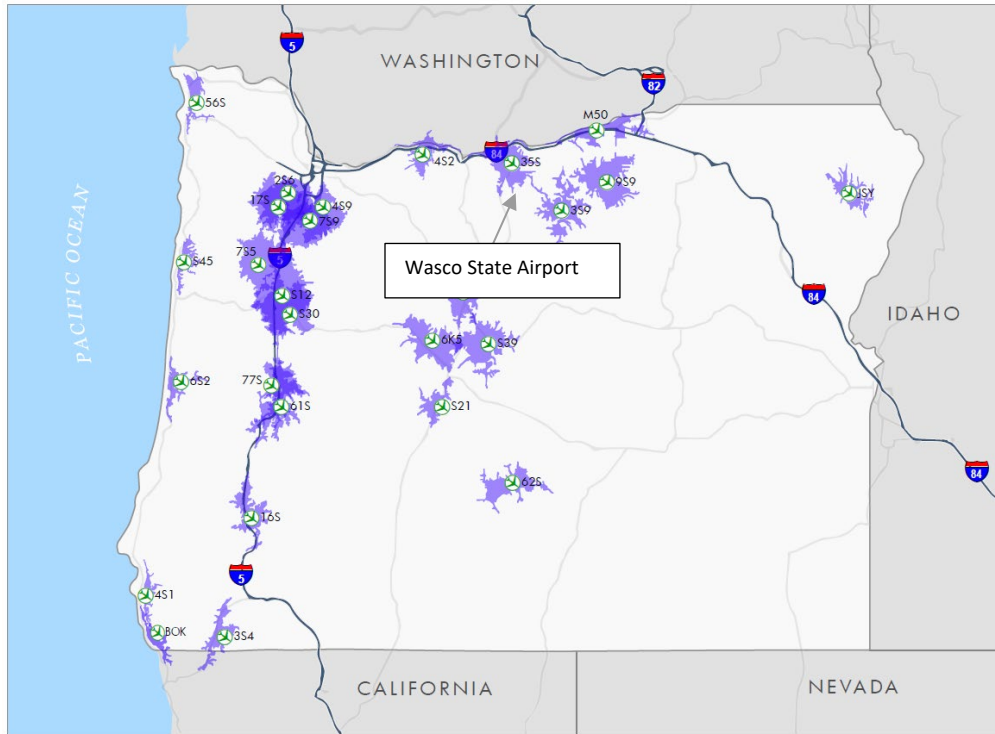 5
WASHINGTON
82
M50
56S
4S2
84
35S
9S9
JSY
2S6
17S
4S9
3S9
7S9
PACIFIC OCEAN
S45
7S5
5
Wasco State Airport
84
S12
S30
IDAHO
6K5
S39
6S2
77S
61S
S21
84
62S
16S
5
4S1
BOK
3S4
CALIFORNIA
NEVADA